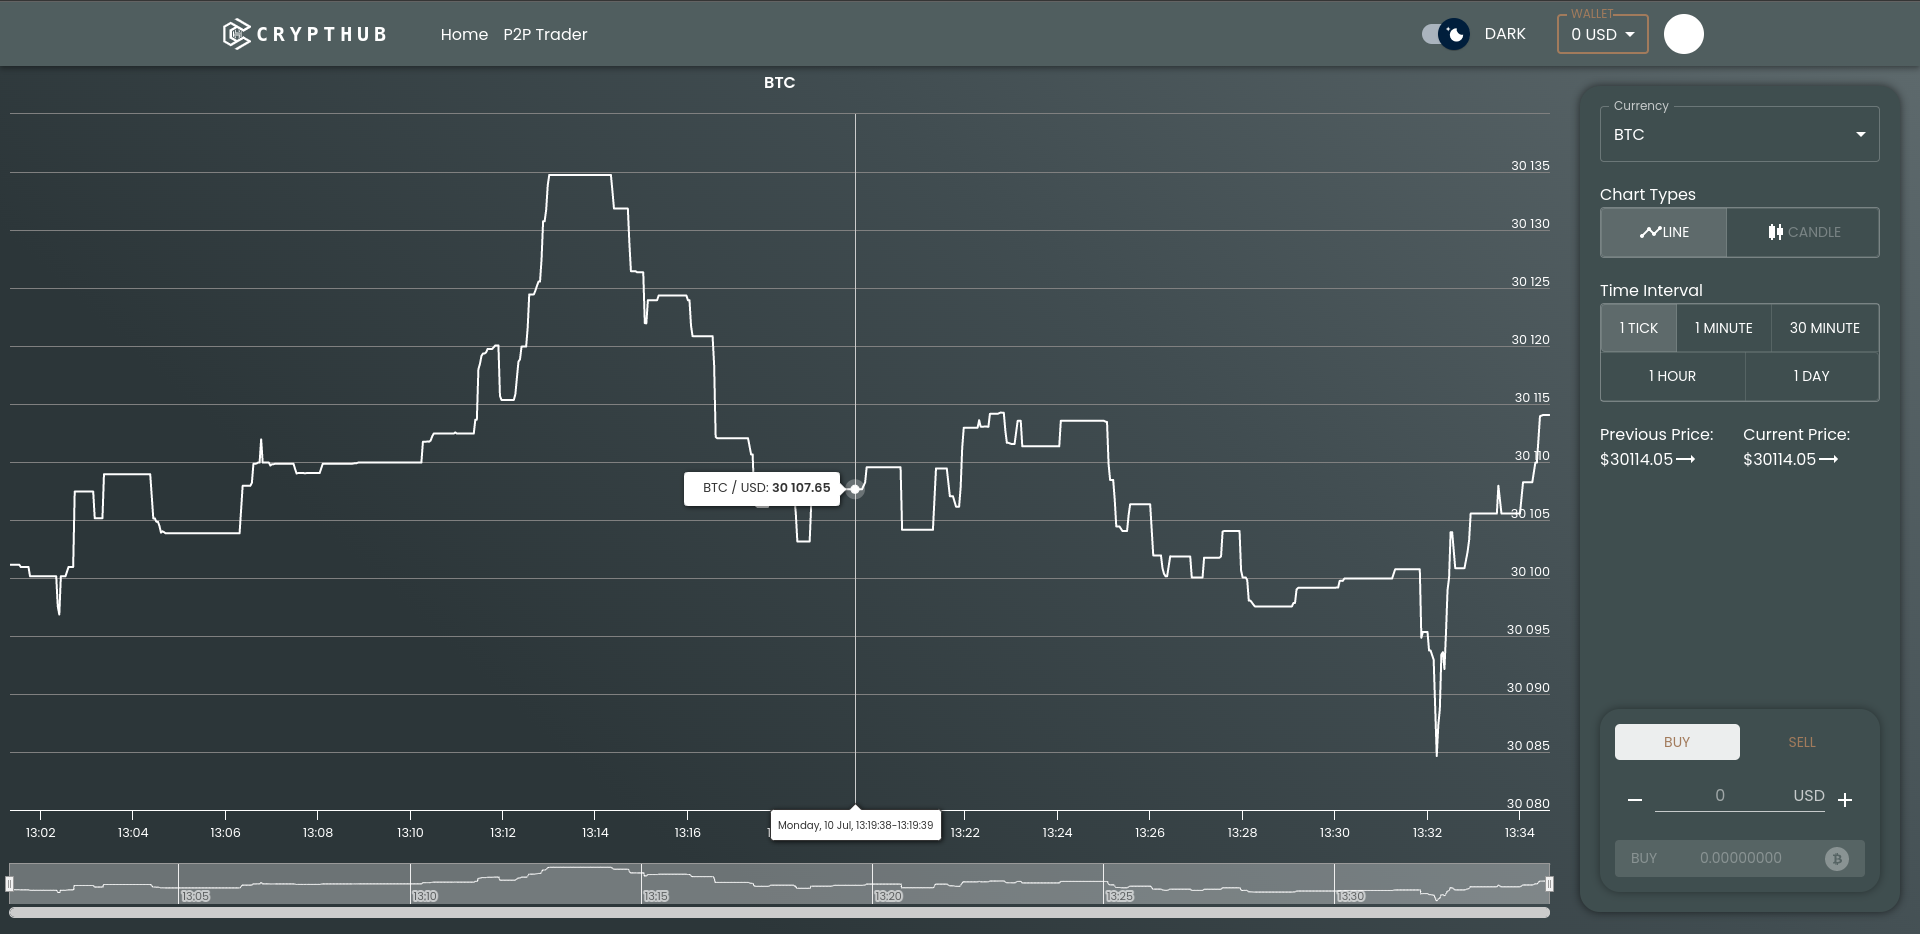 CRYPTHUB
Home P2P Trader
DARK
WALLET
0 USD
BTC
30 135
30 130
30 125
30 120
30 115
30 110
30 105
30 100
30 095
30 090
30 085
30 080
BTC / USD: 30 107.65
13:02 13:04 13:06 13:08 13:10 13:12 13:14 13:16 13:22 13:24 13:26 13:28 13:30 13:32 13:34
Monday, 10 Jul, 13:19:38-13:19:39
13:05 13:10 13:15 13:20 13:25 13:30
Currency
BTC
Chart Types
LINE CANDLE
Time Interval
1 TICK 1 MINUTE 30 MINUTE
1 HOUR 1 DAY
Previous Price: Current Price:
$30114.05 $30114.05
BUY SELL
0 USD
BUY 0.00000000